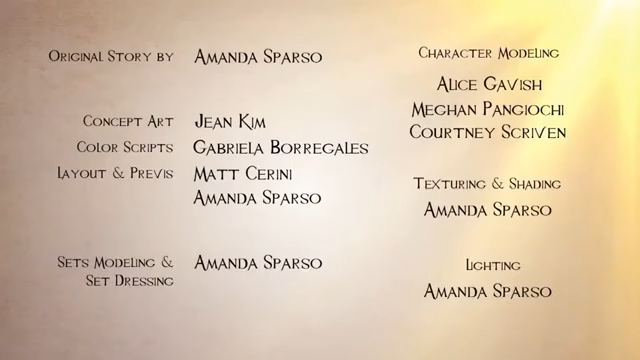 Original Story by Amanda Sparso
Concept Art Jean Kim
Color Scripts Gabriela Borregales
Layout & Previs Matt Cerini
Amanda Sparso
Sets Modeling & Amanda Sparso
Set Dressing
Character Modeling
Alice Gavish
Meghan Pangiochi
Courtney Scriven
Texturing & Shading
Amanda Sparso
Lighting
Amanda Sparso